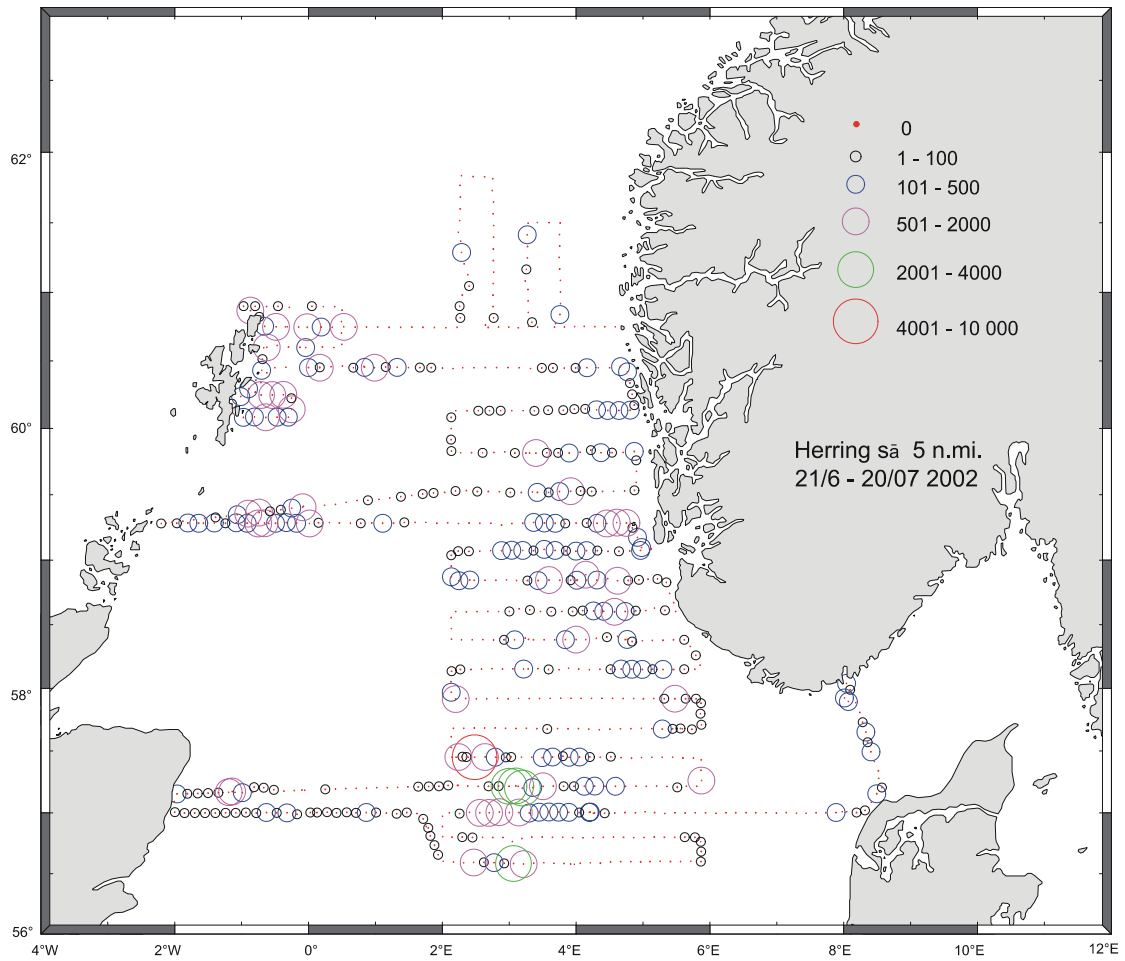 62°
60°
58°
56°
4°W
2°W
0°
2°E
4°E
6°E
8°E
10°E
12°E
0
1 - 100
101 - 500
501 - 2000
2001 - 4000
4001 - 10 000
Herring sā 5 n.mi.
21/6 - 20/07 2002